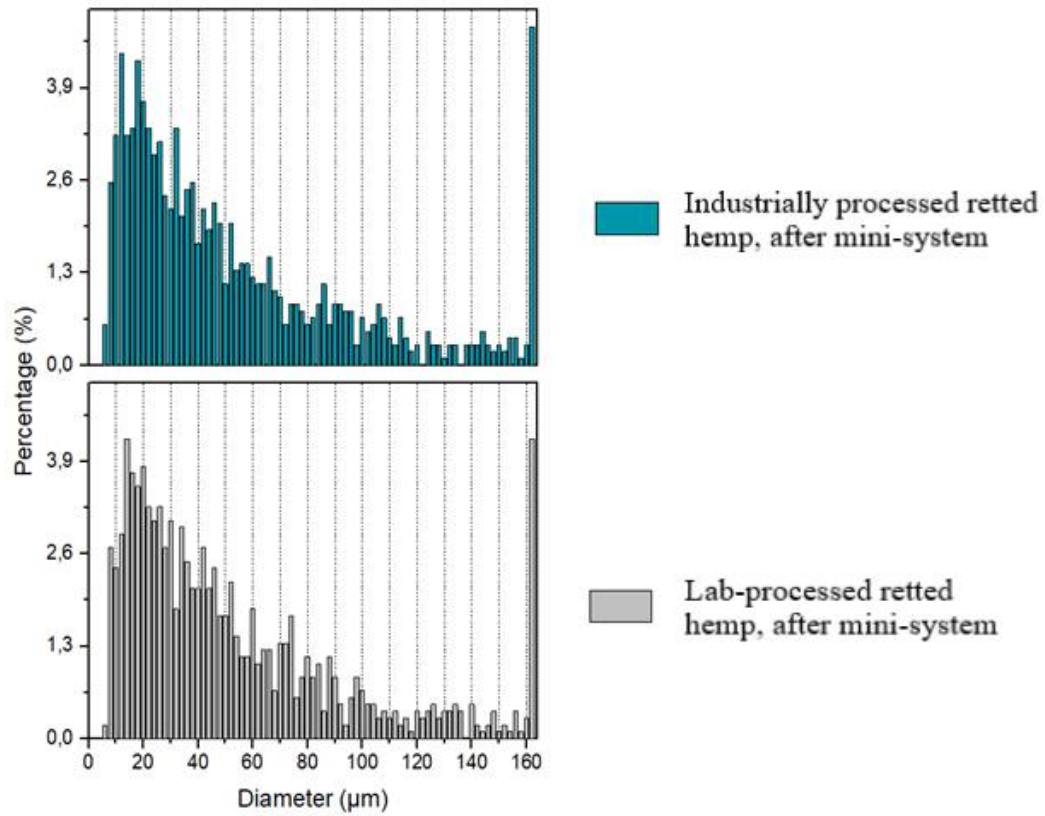 Percentage (%)
3,9
2,6
1,3
0,0
3,9
2,6
1,3
0,0
0 20 40 60 80 100 120 140 160
Diameter (µm)
Industrially processed retted
hemp, after mini-system
Lab-processed retted
hemp, after mini-system